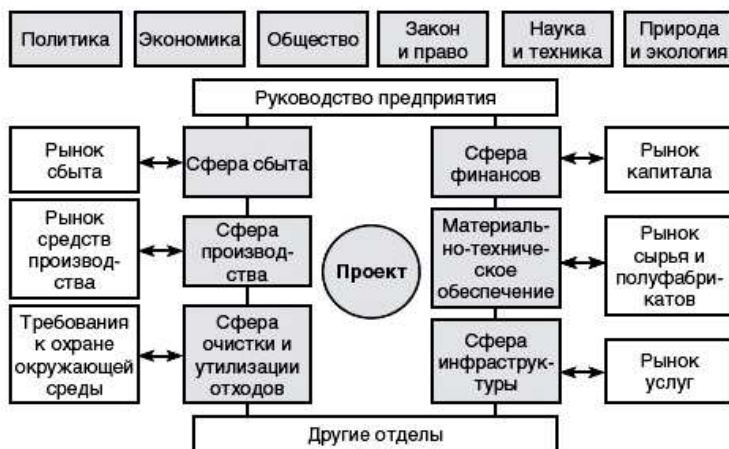 Политика
Экономика
Общество
Закон
и право
Наука
и техника
Природа
и экология
Руководство предприятия
Рынок
сбыта
Сфера сбыта
Сфера
финансов
Рынок
капитала
Рынок
средств
производ-
ства
Сфера
производ-
ства
Проект
Материаль-
но-техниче-
ское
обеспечение
Рынок
сырья и
полуфабри-
катов
Требования
к охране
окружающей
среды
Сфера
очистки и
утилизации
отходов
Сфера
инфраструк-
туры
Рынок
услуг
Другие отделы